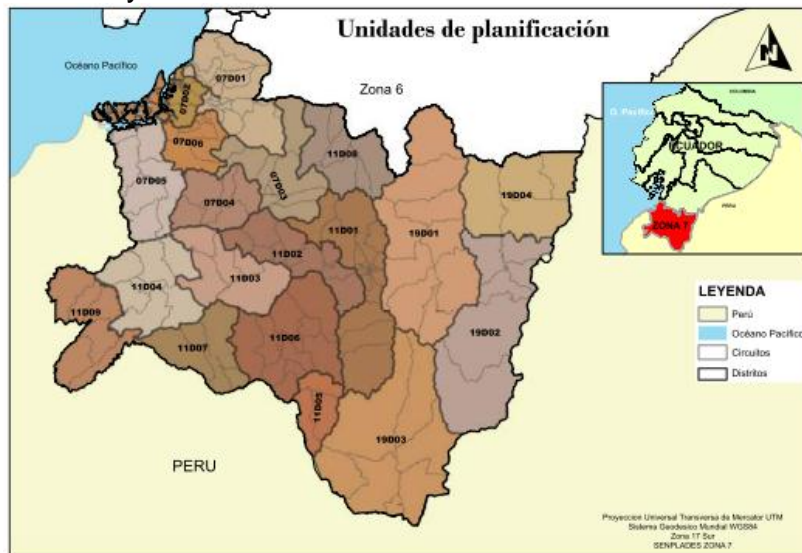 Unidades de planificación
Océano Pacífico
Zona 6
07D01
07D02
07D06
07D05
07D03
11D08
07D04
11D01
19D01
19D04
11D02
11D03
11D04
11D09
11D07
11D06
19D02
11D05
19D03
PERU
N
COLOMBIA
O. Pacífico
ECUADOR
PERU
ZONA 7
LEYENDA
Perú
Océano Pacífico
Circuitos
Distritos
Proyeccion Universal Transversa de Mercator UTM
Sistema Geodesico Mundial WGS84
Zona 17 Sur
SENPLADES ZONA 7